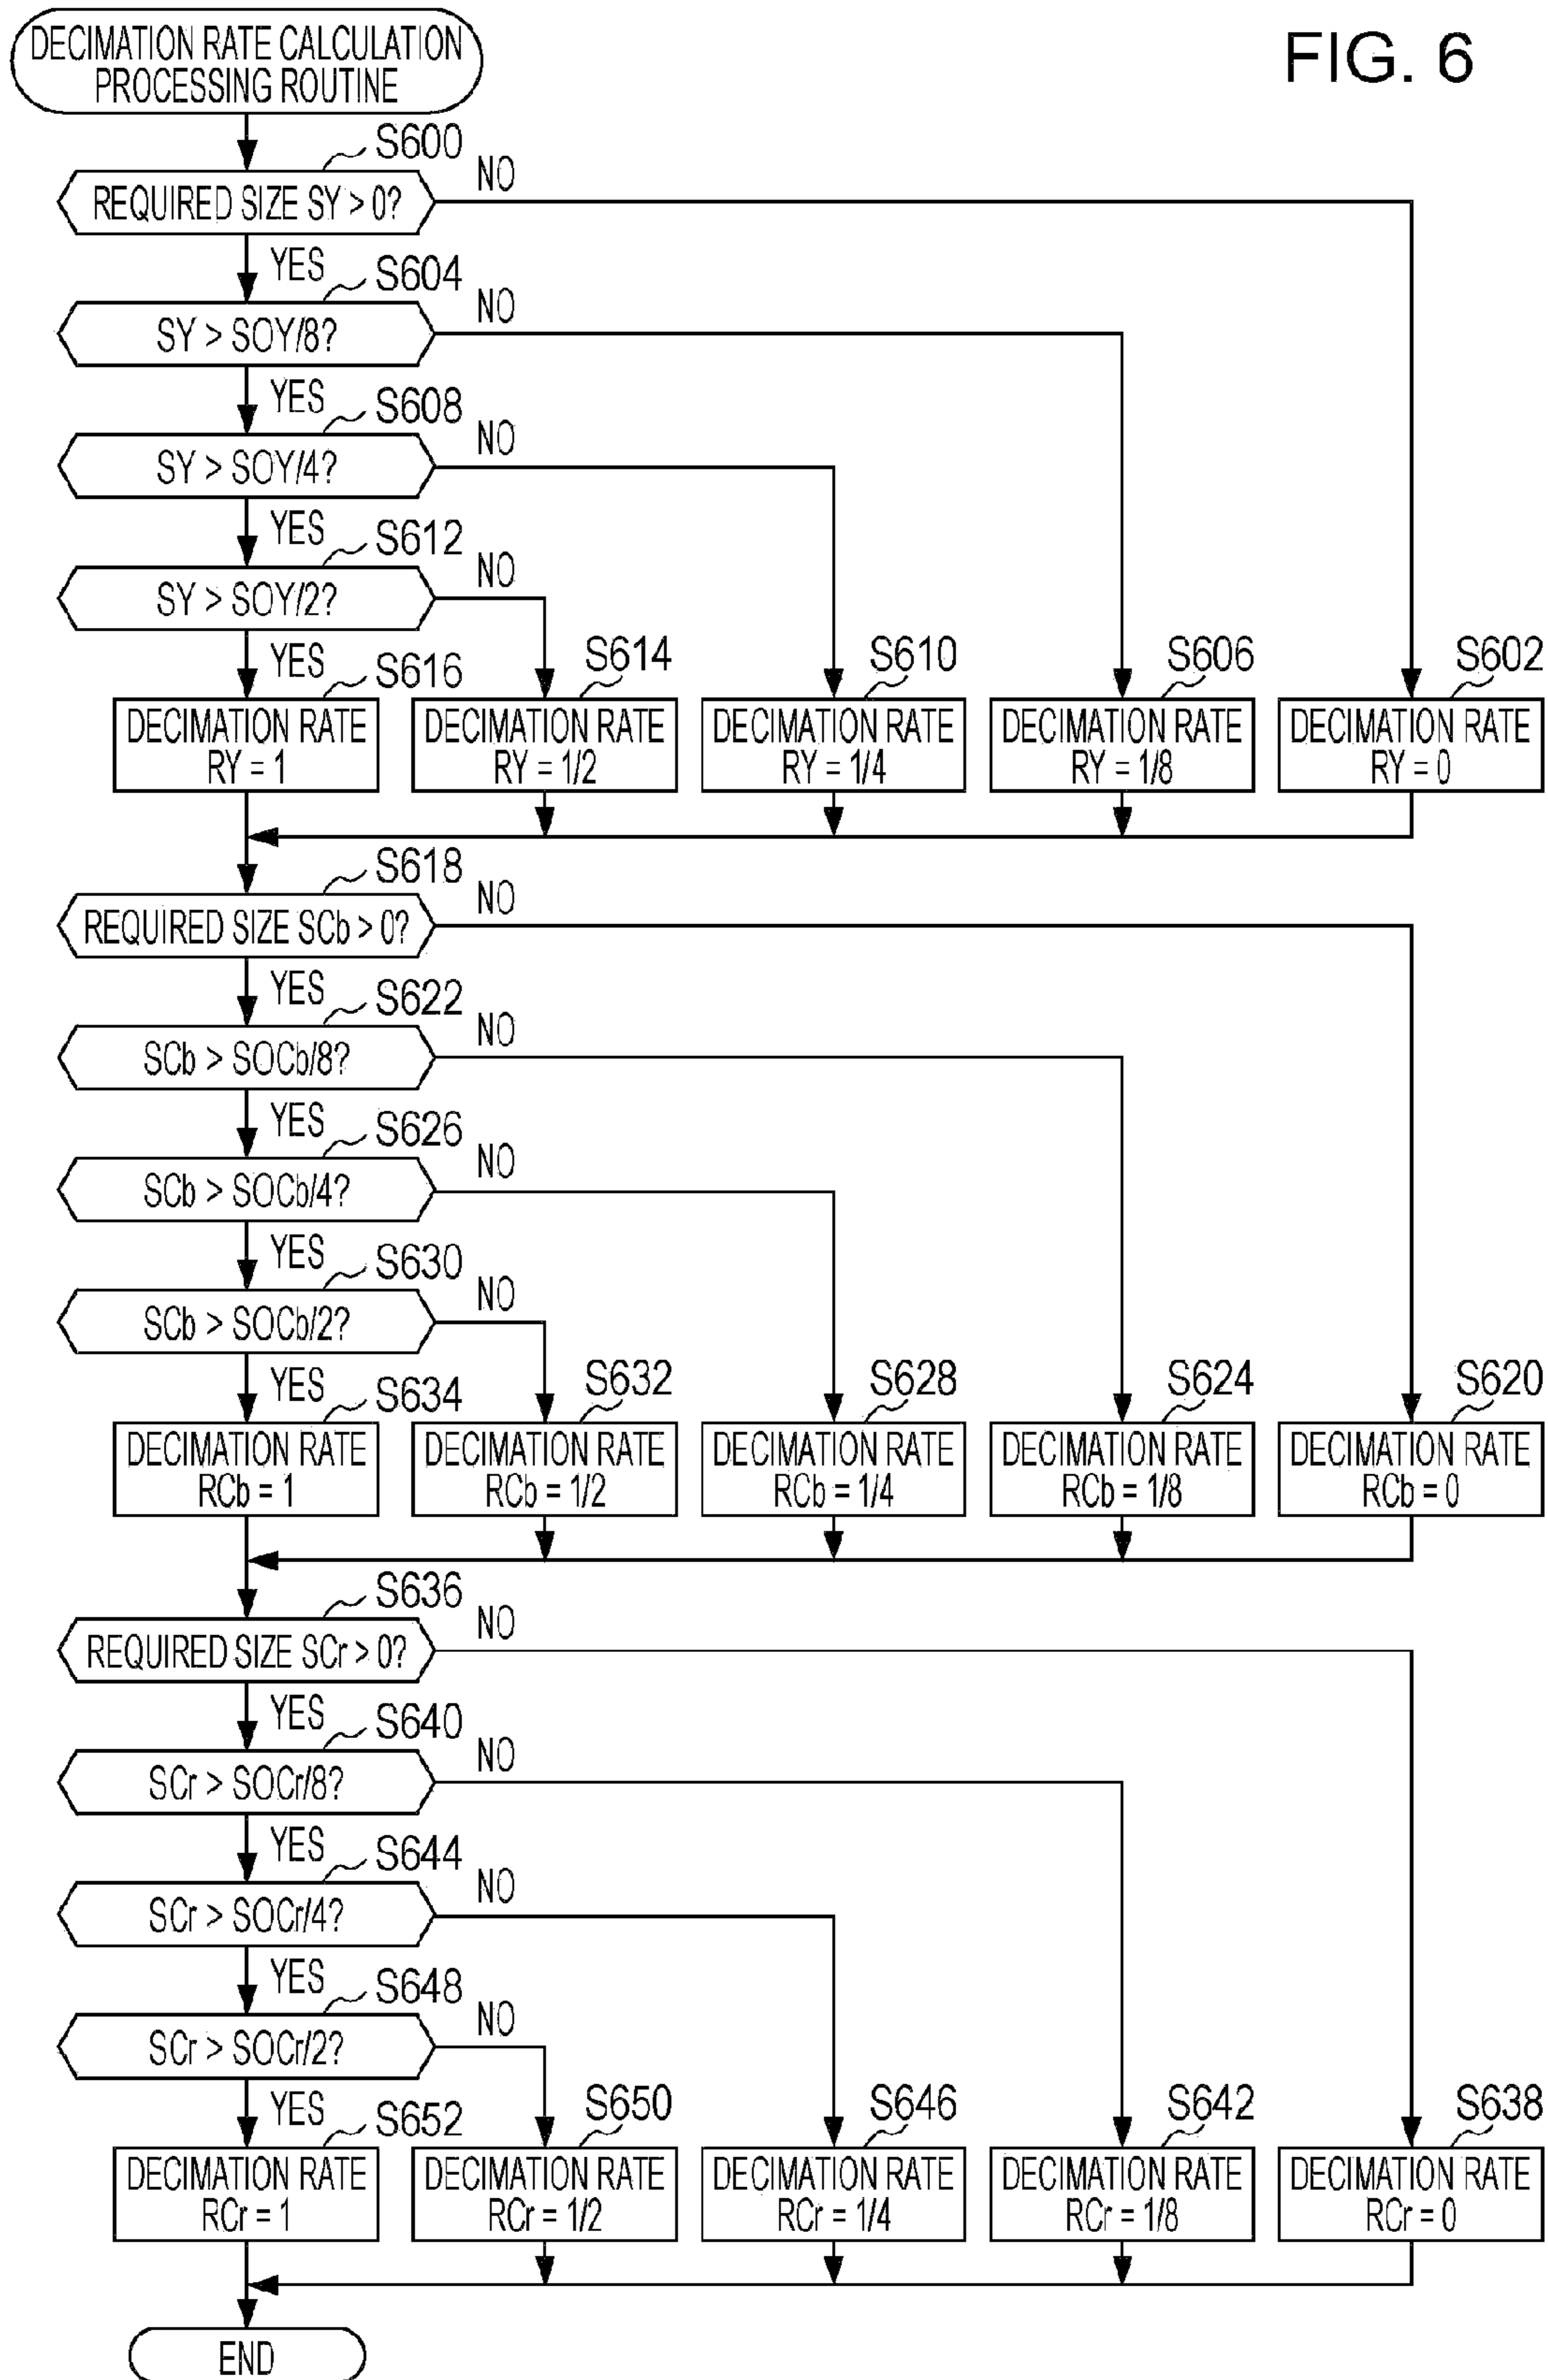 DECIMATION RATE CALCULATION
PROCESSING ROUTINE
FIG. 6
S600
REQUIRED SIZE SY > 0?
NO
YES
S604
SY > SOY/8?
NO
YES
S608
SY > SOY/4?
NO
YES
S612
SY > SOY/2?
NO
YES
S616
S614
S610
S606
S602
DECIMATION RATE
RY = 1
DECIMATION RATE
RY = 1/2
DECIMATION RATE
RY = 1/4
DECIMATION RATE
RY = 1/8
DECIMATION RATE
RY = 0
S618
REQUIRED SIZE SCb > 0?
NO
YES
S622
SCb > SOCb/8?
NO
YES
S626
SCb > SOCb/4?
NO
YES
S630
SCb > SOCb/2?
NO
YES
S634
S632
S628
S624
S620
DECIMATION RATE
RCb = 1
DECIMATION RATE
RCb = 1/2
DECIMATION RATE
RCb = 1/4
DECIMATION RATE
RCb = 1/8
DECIMATION RATE
RCb = 0
S636
REQUIRED SIZE SCr > 0?
NO
YES
S640
SCr > SOCr/8?
NO
YES
S644
SCr > SOCr/4?
NO
YES
S648
SCr > SOCr/2?
NO
YES
S652
S650
S646
S642
S638
DECIMATION RATE
RCr = 1
DECIMATION RATE
RCr = 1/2
DECIMATION RATE
RCr = 1/4
DECIMATION RATE
RCr = 1/8
DECIMATION RATE
RCr = 0
END